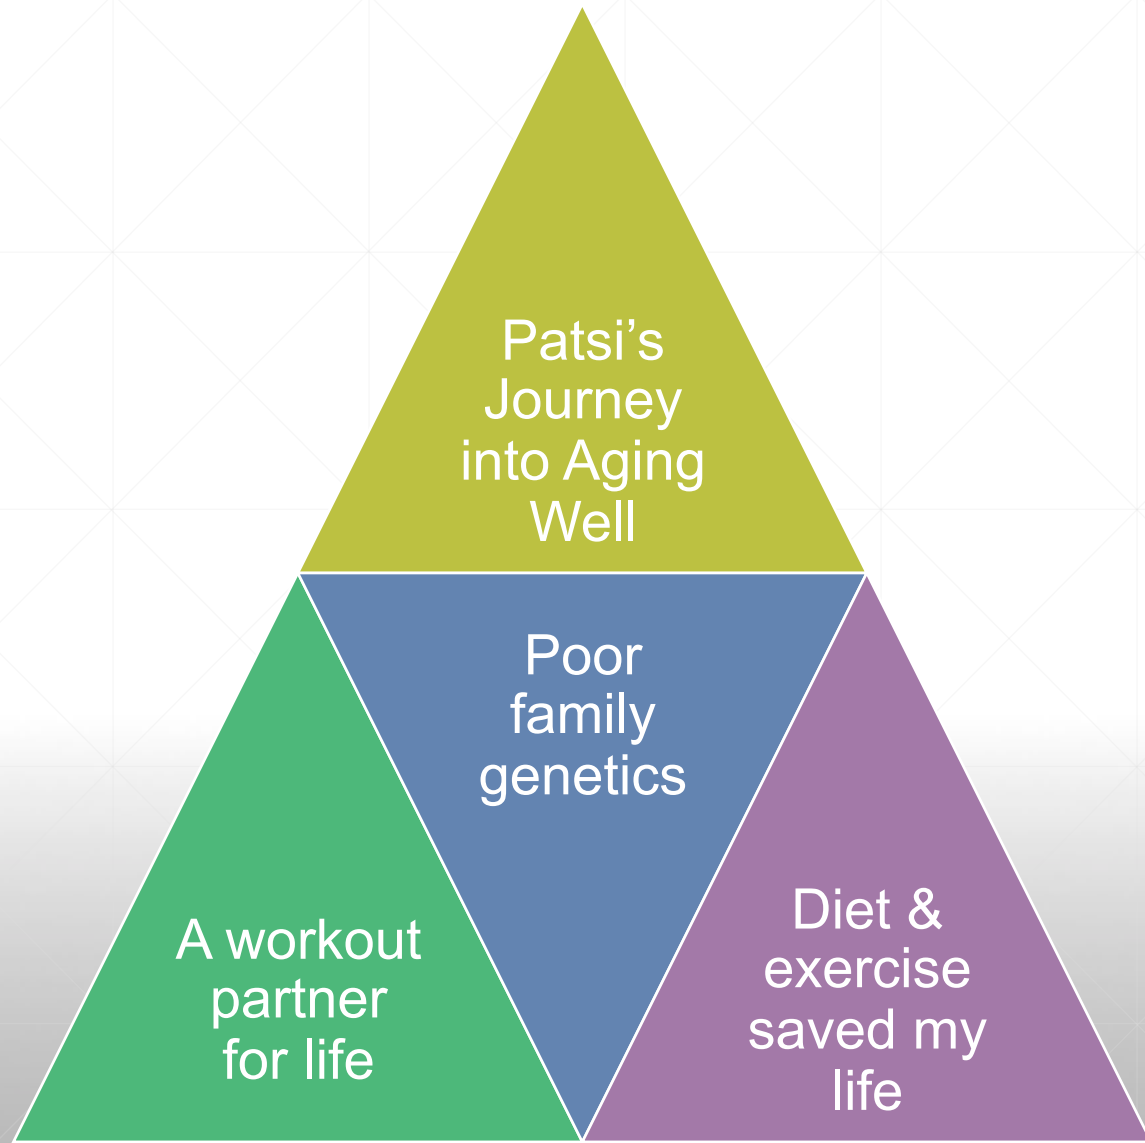 Patsi’s
Journey
into Aging
Well
Poor
family
genetics
A workout
partner
for life
Diet &
exercise
saved my
life